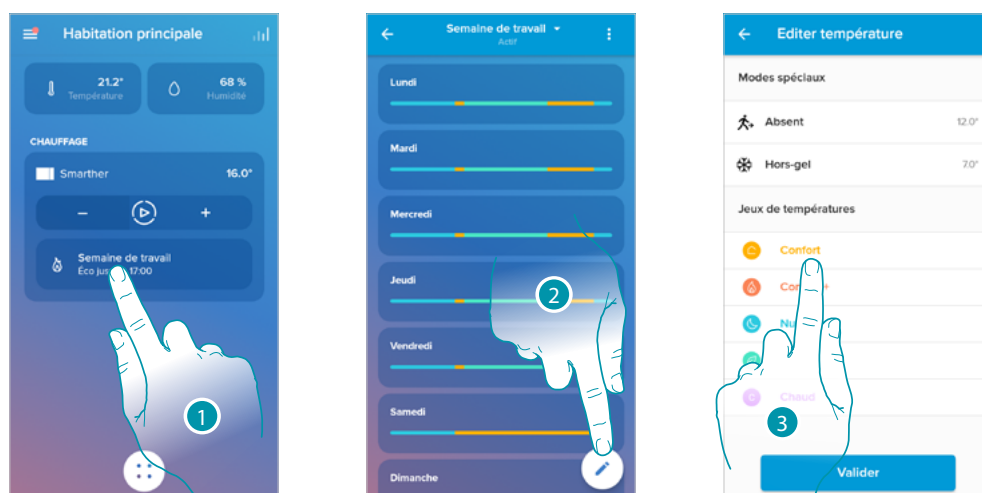 Habitation principale
21.2°
Température
68 %
Humidité
CHAUFFAGE
Smarther
16.0°
Semaine de travail
Éco 17:00
1
Semaine de travail
Actif
Lundi
Mardi
Mercredi
Jeudi
Vendredi
Samedi
Dimanche
2
Editer température
Modes spéciaux
Absent
12.0°
Hors-gel
7.0°
Jeux de températures
Confort
Chaud
3
Valider